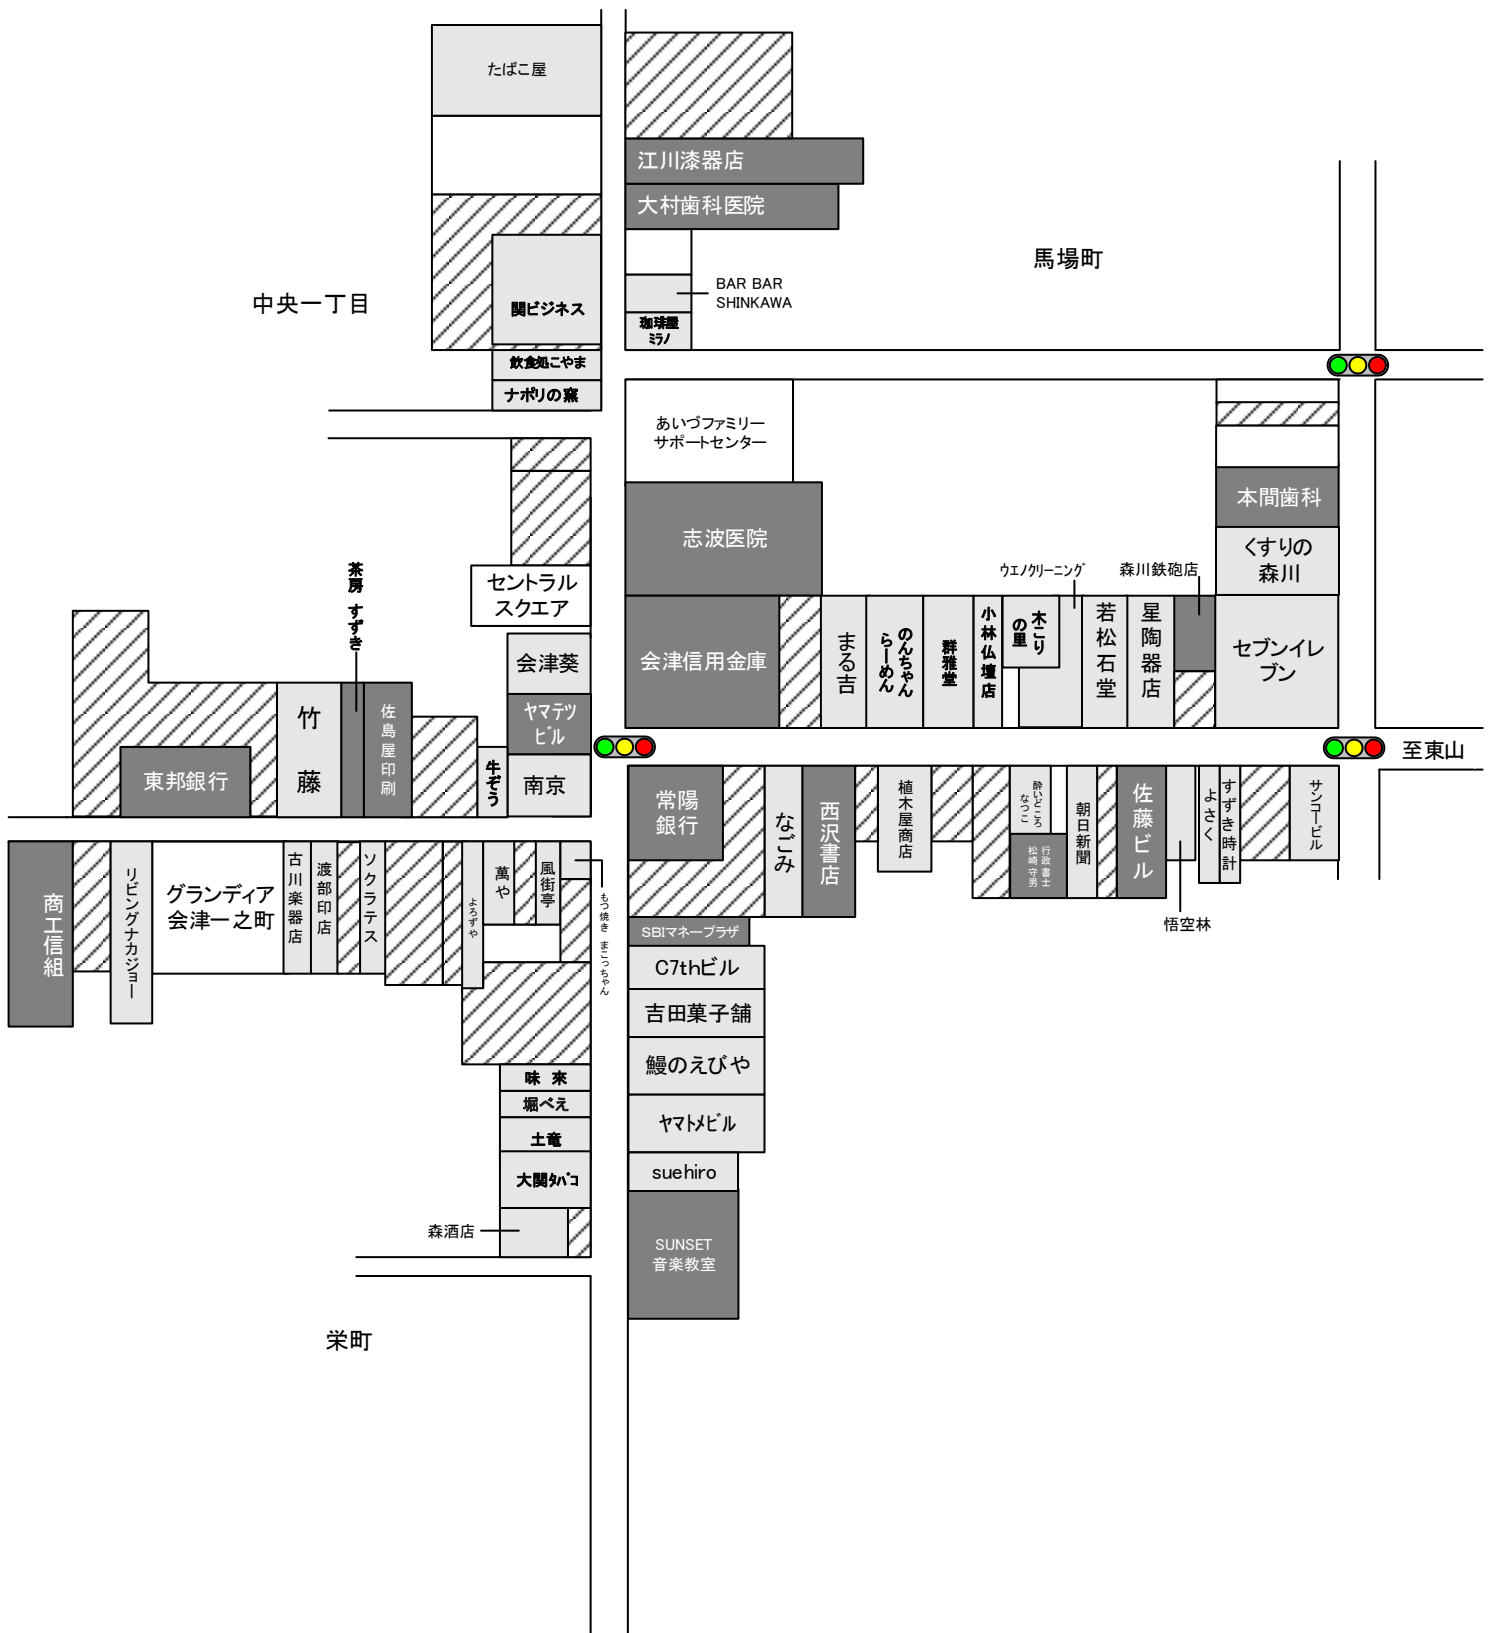 たばこ屋
江川漆器店
大村歯科医院
馬場町
BAR BAR
SHINKAWA
中央一丁目
関ビジネス
珈琲屋
ミラノ
飲食処こやま
ナポリの窯
あいづファミリー
サポートセンター
本間歯科
志波医院
くすりの
森川
ウエノクリーニング
森川鉄砲店
茶房 すずき
セントラル
スクエア
会津信用金庫
まる吉
のんちゃん
らーめん
群雅堂
小林仏壇店
木こり
の里
若松石堂
星陶器店
セブンイレ
ブン
会津葵
ヤマテツ
ビル
竹藤
佐島屋印刷
東邦銀行
牛ぞう
南京
至東山
常陽
銀行
なごみ
西沢書店
植木屋商店
酔いどころ
なつこ
行政書士
松崎守男
朝日新聞
佐藤ビル
よさく
すずき時計
サンコービル
悟空林
商工信組
リビングナカジョー
グランディア
会津一之町
古川楽器店
渡部印店
ソクラテス
よろずや
萬や
風街亭
もつ焼き まこっちゃん
SBIマネープラザ
C7thビル
吉田菓子舗
鰻のえびや
ヤマトメビル
suehiro
SUNSET
音楽教室
味 来
堀べえ
土竜
大関タバコ
森酒店
栄町